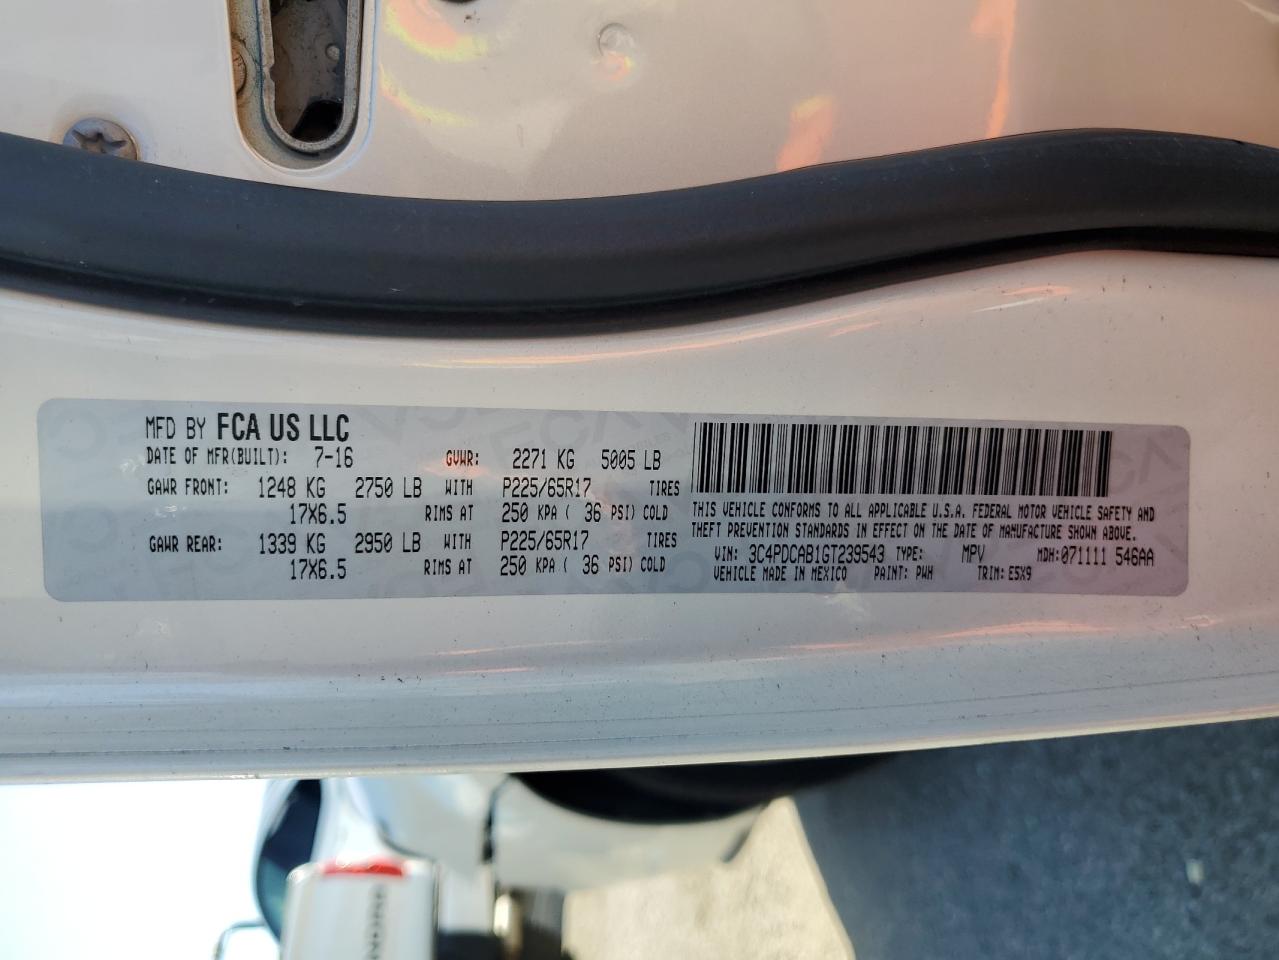 MFD BY FCA US LLC
DATE OF MFR(BUILT): 7-16 GVWR: 2271 KG 5005 LB
GAWR FRONT: 1248 KG 2750 LB WITH P225/65R17 TIRES
17X6.5 RIMS AT 250 KPA ( 36 PSI) COLD
GAWR REAR: 1339 KG 2950 LB WITH P225/65R17 TIRES
17X6.5 RIMS AT 250 KPA ( 36 PSI) COLD
THIS VEHICLE CONFORMS TO ALL APPLICABLE U.S.A. FEDERAL MOTOR VEHICLE SAFETY AND
THEFT PREVENTION STANDARDS IN EFFECT ON THE DATE OF MANUFACTURE SHOWN ABOVE.
VIN: 3C4PDCAB1GT239543 TYPE: MPV MDH: 071111 546AA
VEHICLE MADE IN MEXICO PAINT: PWH TRIM: E5X9